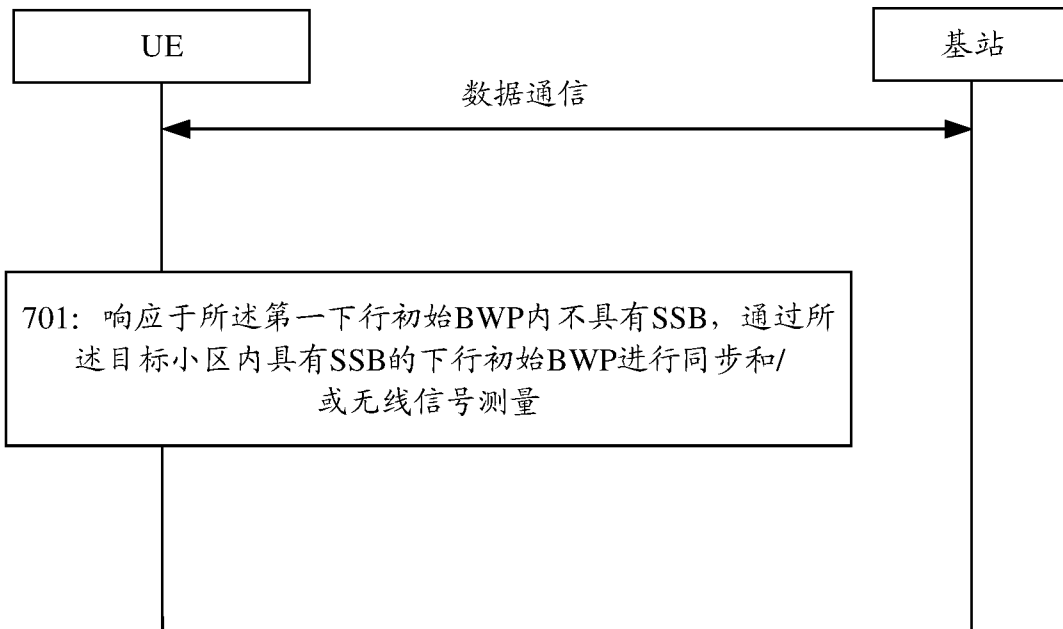 UE
基站
数据通信
701：响应于所述第一下行初始BWP内不具有SSB，通过所
述目标小区内具有SSB的下行初始BWP进行同步和/
或无线信号测量